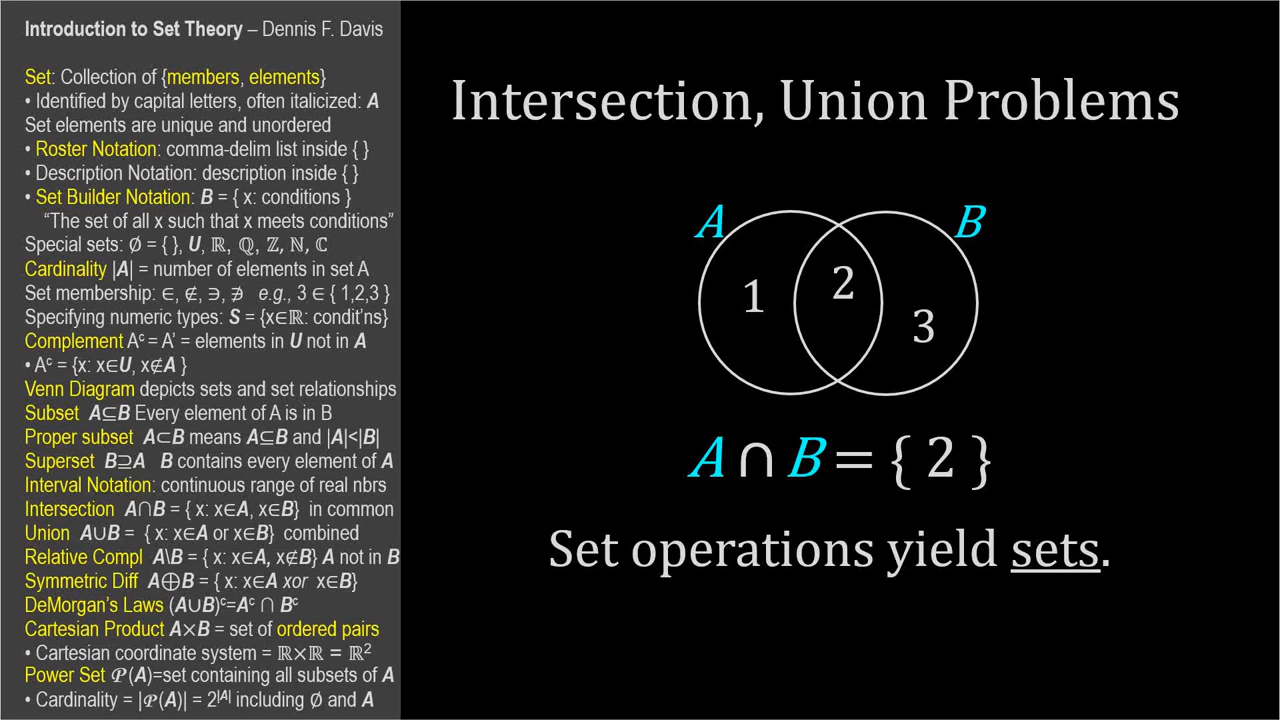 Introduction to Set Theory – Dennis F. Davis
Set: Collection of {members, elements}
• Identified by capital letters, often italicized: A
Set elements are unique and unordered
• Roster Notation: comma-delim list inside { }
• Description Notation: description inside { }
• Set Builder Notation: B = { x: conditions }
“The set of all x such that x meets conditions”
Special sets: ∅ = { }, U, ℝ, ℚ, ℤ, ℕ, ℂ
Cardinality |A| = number of elements in set A
Set membership: ∈, ∉, ∋, ∌ e.g., 3 ∈ { 1,2,3 }
Specifying numeric types: S = {x∈ℝ: condit’ns}
Complement Aᶜ = A’ = elements in U not in A
• Aᶜ = {x: x∈U, x∉A }
Venn Diagram depicts sets and set relationships
Subset A⊆B Every element of A is in B
Proper subset A⊂B means A⊆B and |A|<|B|
Superset B⊇A B contains every element of A
Interval Notation: continuous range of real nbrs
Intersection A∩B = { x: x∈A, x∈B} in common
Union A∪B = { x: x∈A or x∈B} combined
Relative Compl A\B = { x: x∈A, x∉B} A not in B
Symmetric Diff A⨁B = { x: x∈A xor x∈B}
DeMorgan’s Laws (A∪B)ᶜ=Aᶜ ∩ Bᶜ
Cartesian Product A×B = set of ordered pairs
• Cartesian coordinate system = ℝ×ℝ = ℝ²
Power Set 𝒫(A)=set containing all subsets of A
• Cardinality = |𝒫(A)| = 2^|A| including ∅ and A
Intersection, Union Problems
A B
1 2 3
A ∩ B = { 2 }
Set operations yield sets.